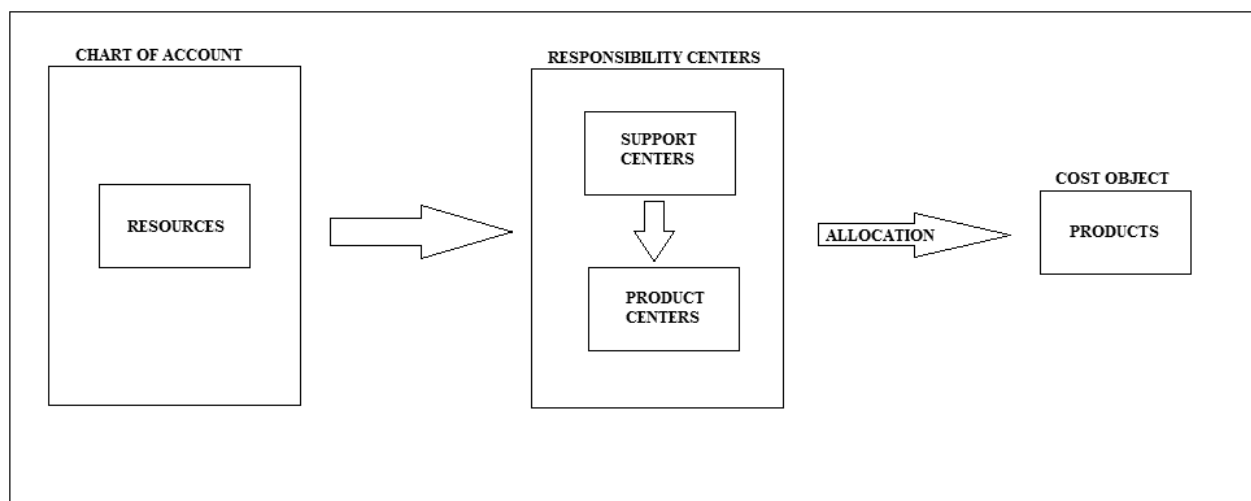 CHART OF ACCOUNT
RESOURCES
RESPONSIBILITY CENTERS
SUPPORT
CENTERS
PRODUCT
CENTERS
ALLOCATION
COST OBJECT
PRODUCTS